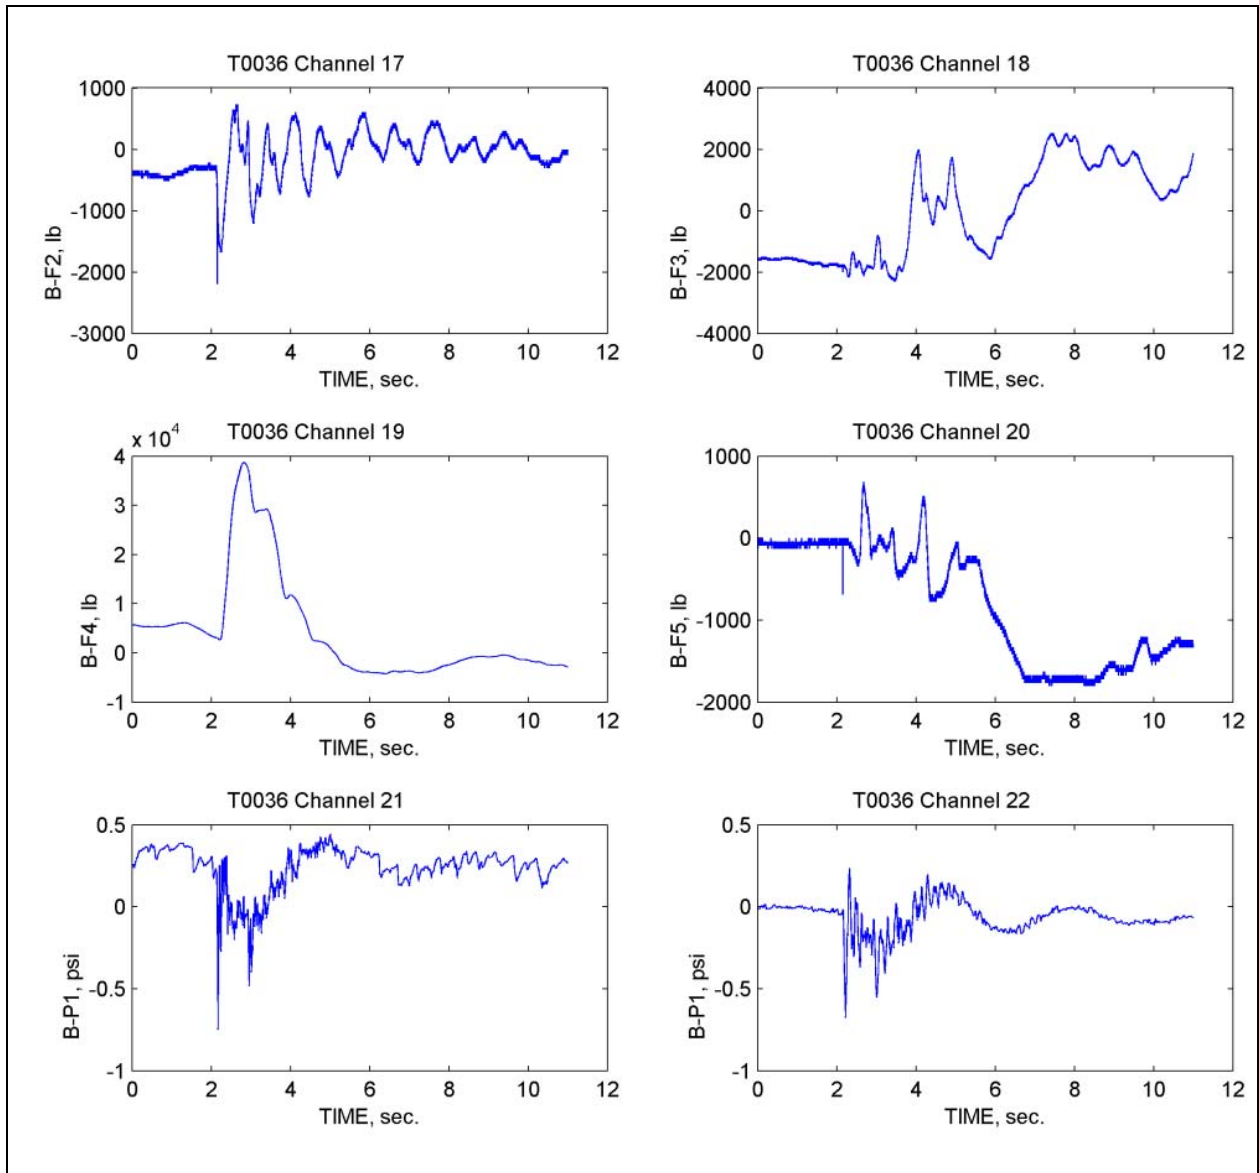 T0036 Channel 17
1000
0
-1000
-2000
-3000
B-F2, lb
0 2 4 6 8 10 12
TIME, sec.
T0036 Channel 18
4000
2000
0
-2000
-4000
B-F3, lb
0 2 4 6 8 10 12
TIME, sec.
x 10^4
T0036 Channel 19
4
3
2
1
0
-1
B-F4, lb
0 2 4 6 8 10 12
TIME, sec.
T0036 Channel 20
1000
0
-1000
-2000
B-F5, lb
0 2 4 6 8 10 12
TIME, sec.
T0036 Channel 21
0.5
0
-0.5
-1
B-P1, psi
0 2 4 6 8 10 12
TIME, sec.
T0036 Channel 22
0.5
0
-0.5
-1
B-P1, psi
0 2 4 6 8 10 12
TIME, sec.